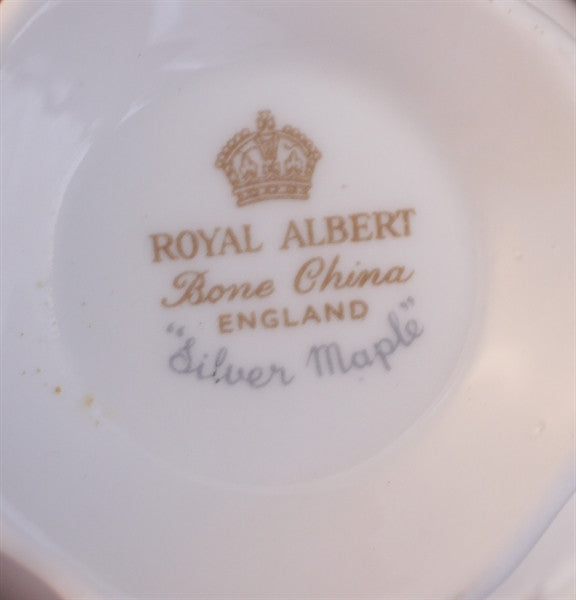 ROYAL ALBERT
Bone China
ENGLAND
"Silver Maple"